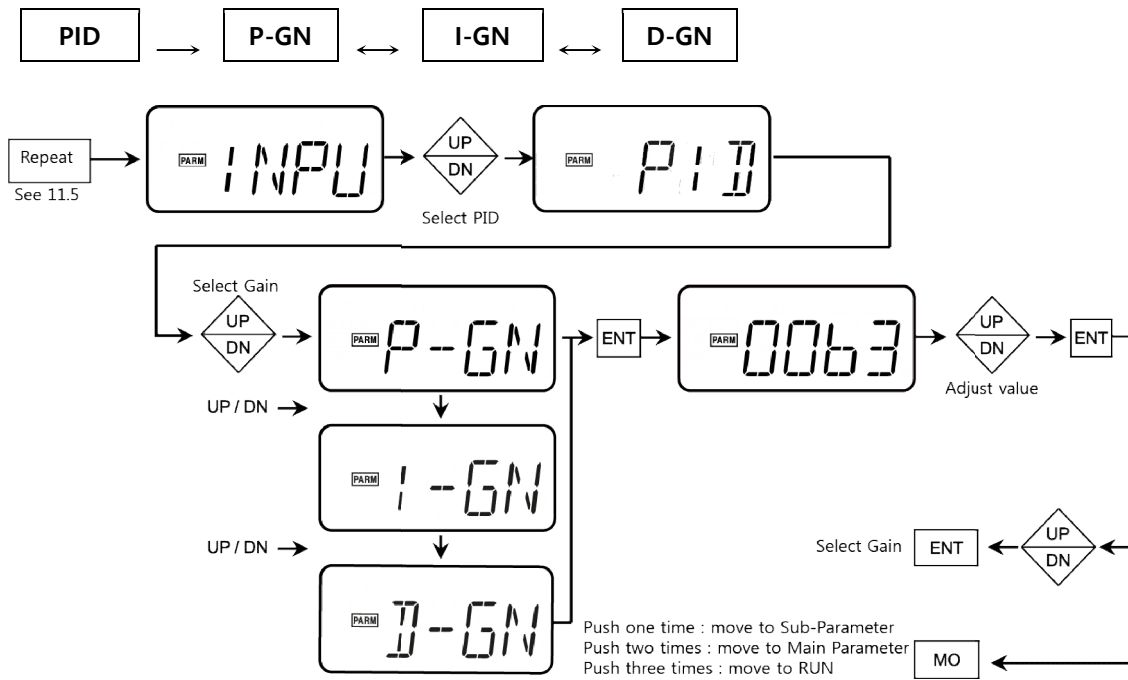 PID
P-GN
I-GN
D-GN
Repeat
See 11.5
PARM
INPU
UP
DN
Select PID
PARM
PID
Select Gain
UP
DN
PARM
P-GN
ENT
PARM
0063
UP
DN
Adjust value
ENT
UP / DN
PARM
I-GN
UP / DN
PARM
D-GN
Select Gain
ENT
UP
DN
Push one time : move to Sub-Parameter
Push two times : move to Main Parameter
Push three times : move to RUN
MO